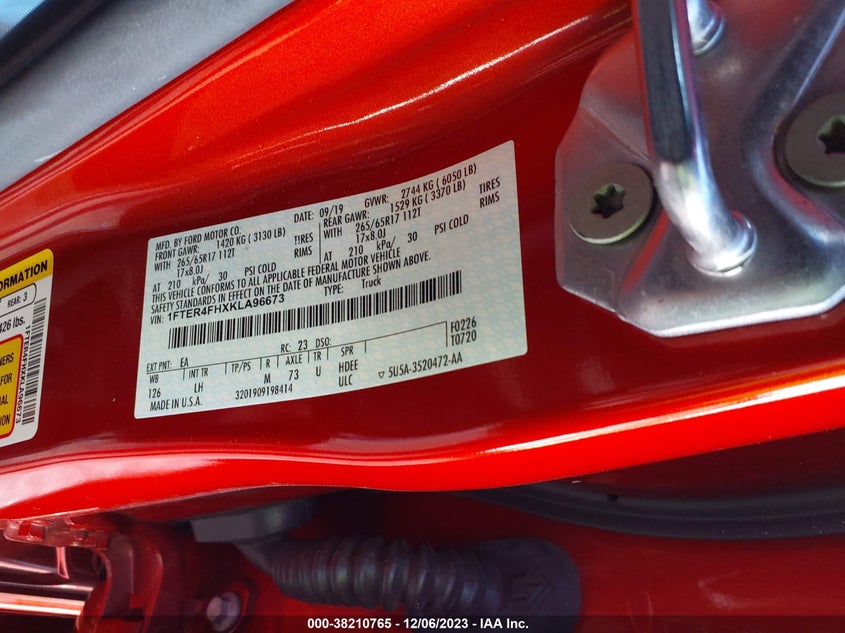 MFD. BY FORD MOTOR CO.
DATE: 09/19 GVWR: 2744 KG ( 6050 LB)
FRONT GAWR: 1420 KG ( 3130 LB) REAR GAWR: 1529 KG ( 3370 LB)
WITH 265/65R17 112T TIRES WITH 265/65R17 112T TIRES
17x8.0J RIMS 17x8.0J RIMS
AT 210 kPa/ 30 PSI COLD AT 210 kPa/ 30 PSI COLD
THIS VEHICLE CONFORMS TO ALL APPLICABLE FEDERAL MOTOR VEHICLE
SAFETY STANDARDS IN EFFECT ON THE DATE OF MANUFACTURE SHOWN ABOVE.
VIN: 1FTER4FHXKLA96673 TYPE: Truck
F0226
T0720
EXT PNT: EA RC: 23 DSO:
WB INT TR TP/PS R AXLE TR SPR
126 LH M 73 U HDEE
ULC
▽ 5U5A-3520472-AA
MADE IN U.S.A. 3201909198414
ORMATION
REAR: 3
426 lbs.
1FTER4FHXKLA96673
000-38210765 - 12/06/2023 - IAA Inc.